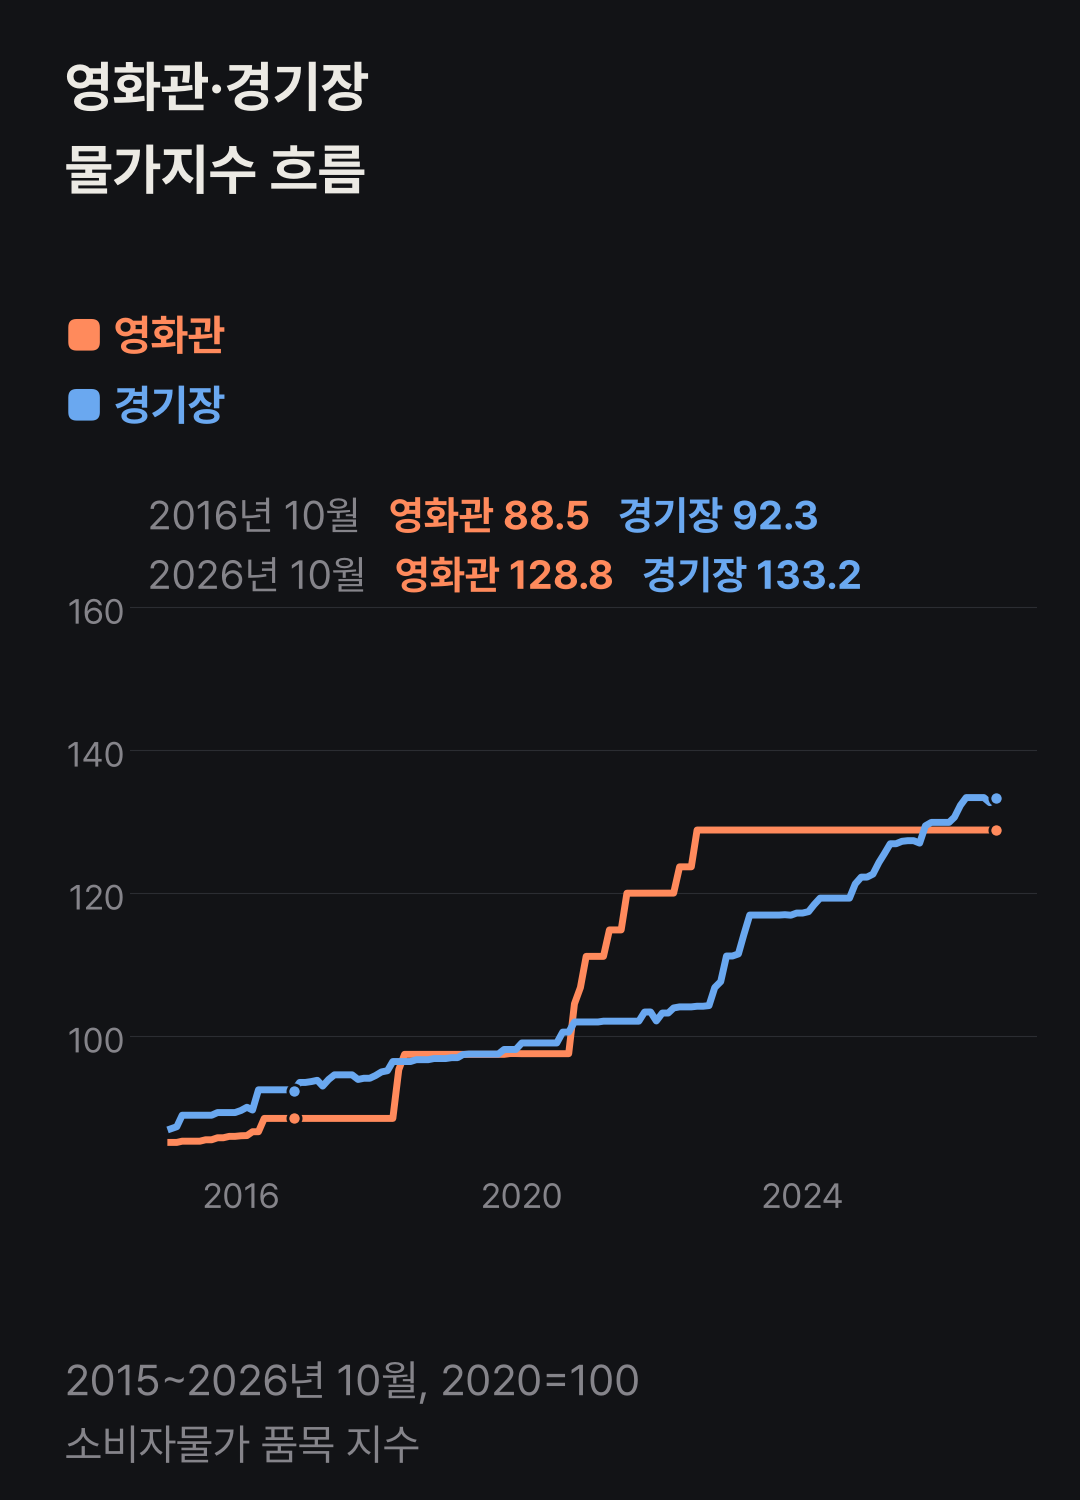 영화관·경기장
물가지수 흐름
영화관
경기장
2016년 10월 영화관 88.5 경기장 92.3
2026년 10월 영화관 128.8 경기장 133.2
160
140
120
100
2016 2020 2024
2015~2026년 10월, 2020=100
소비자물가 품목 지수